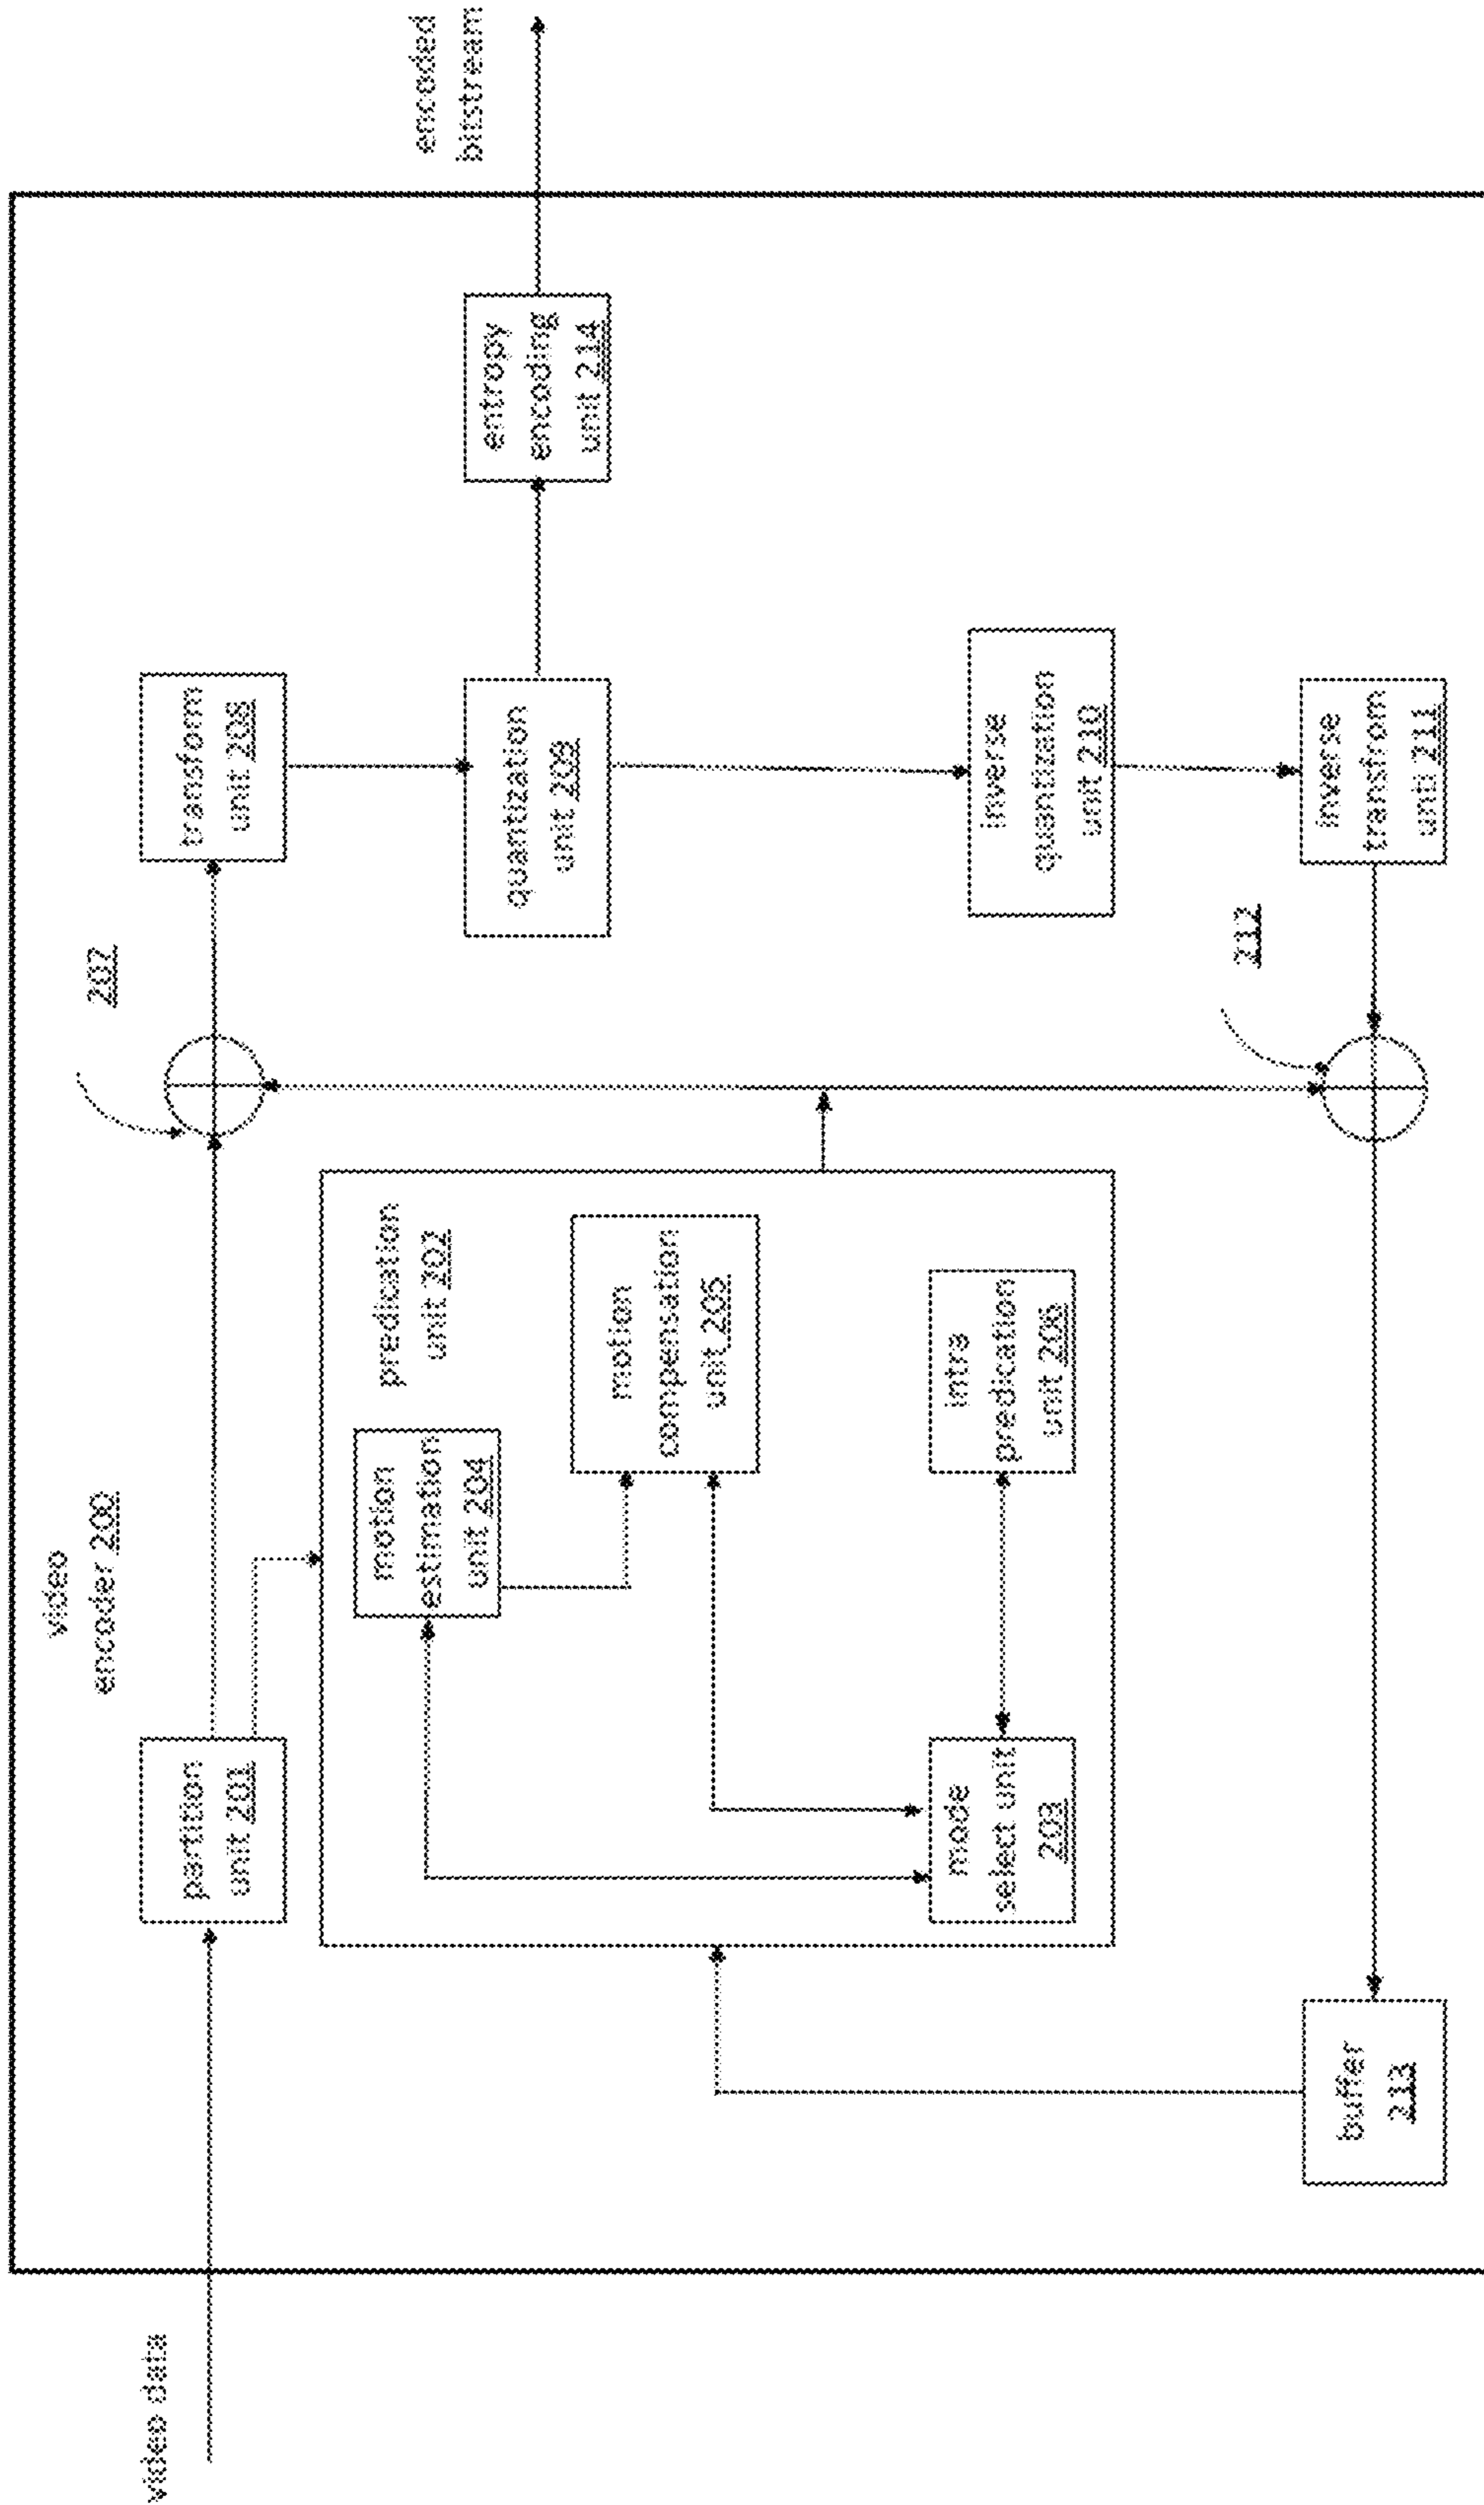 video
encoder 200
video data
partition
unit 201
207
transform
unit 208
predication
unit 202
motion
estimation
unit 204
quantization
unit 209
entropy
encoding
unit 214
encoded
bitstream
motion
compensation
unit 205
mode
select unit
203
intra
predication
unit 206
inverse
quantization
unit 210
212
buffer
213
inverse
transfrom
unti 211